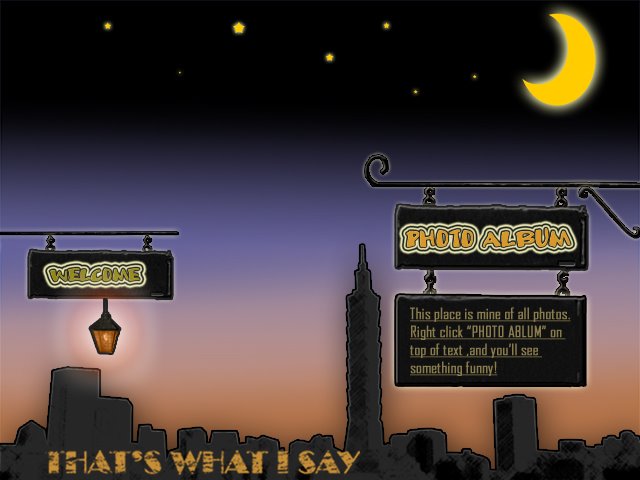 WELCOME
PHOTO ALBUM
This place is mine of all photos.
Right click "PHOTO ABLUM" on
top of text ,and you'll see
something funny!
THAT'S WHAT I SAY